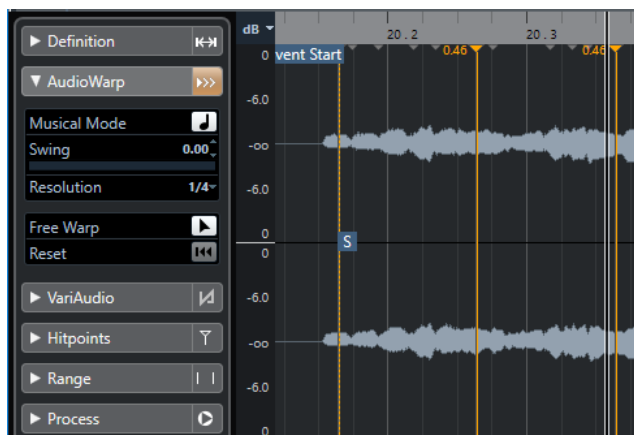 Definition
AudioWarp
Musical Mode
Swing 0.00
Resolution 1/4
Free Warp
Reset
VariAudio
Hitpoints
Range
Process
dB
20.2 20.3
0 vent Start 0.46 0.46
-6.0
-oo
-6.0
0
S
0
-6.0
-oo
-6.0
0